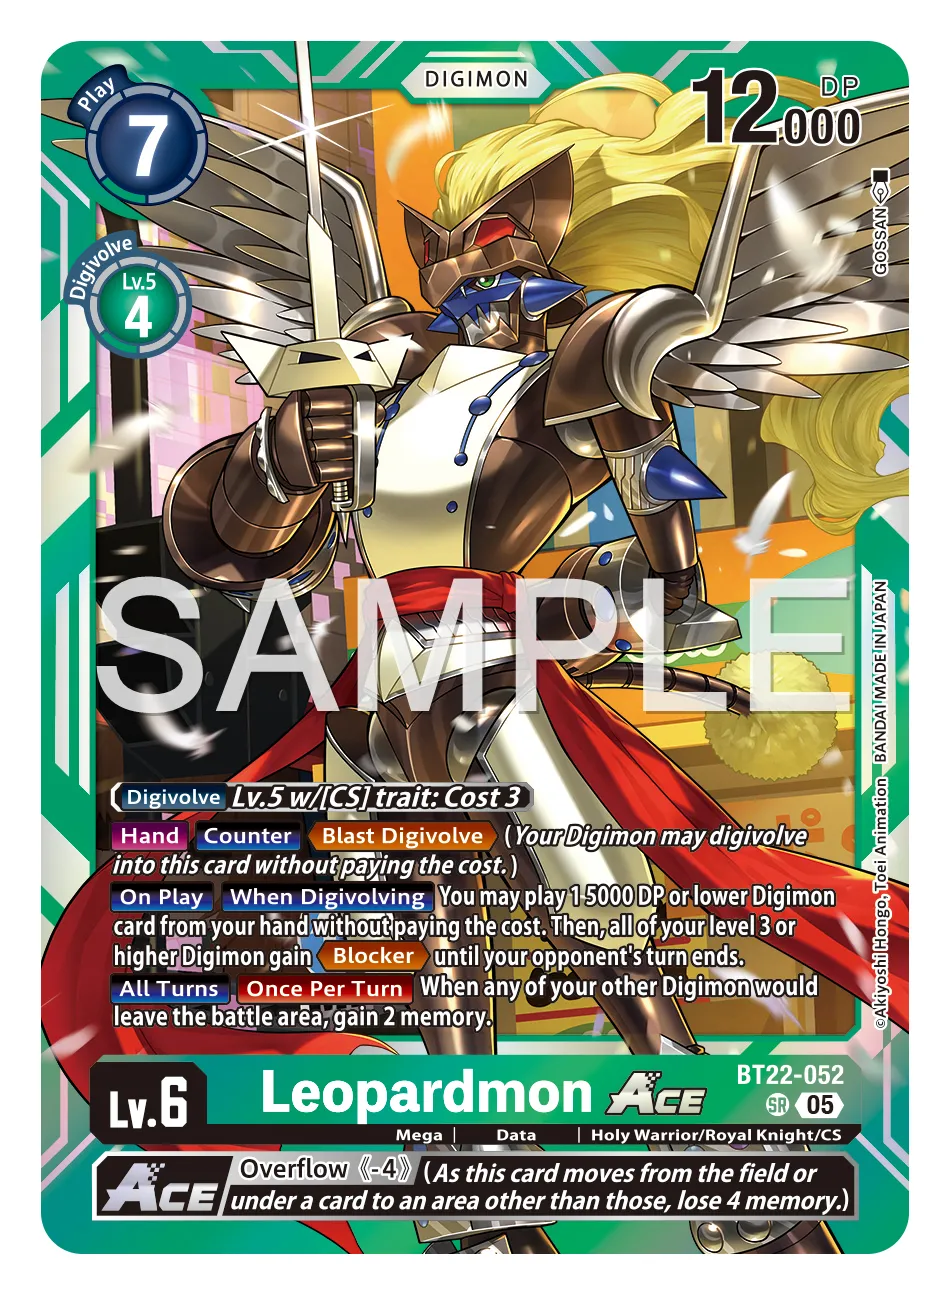 DIGIMON
Play
7
12000 DP
Digivolve
Lv.5
4
GOSSAN
SAMPLE
BANDAI MADE IN JAPAN
©Akiyoshi Hongo, Toei Animation
Digivolve Lv.5 w/[CS] trait: Cost 3
Hand Counter Blast Digivolve (Your Digimon may digivolve
into this card without paying the cost.)
On Play When Digivolving You may play 1 5000 DP or lower Digimon
card from your hand without paying the cost. Then, all of your level 3 or
higher Digimon gain Blocker until your opponent's turn ends.
All Turns Once Per Turn When any of your other Digimon would
leave the battle area, gain 2 memory.
Lv.6
Leopardmon ACE
BT22-052
SR 05
Mega | Data | Holy Warrior/Royal Knight/CS
ACE
Overflow 《-4》 (As this card moves from the field or
under a card to an area other than those, lose 4 memory.)